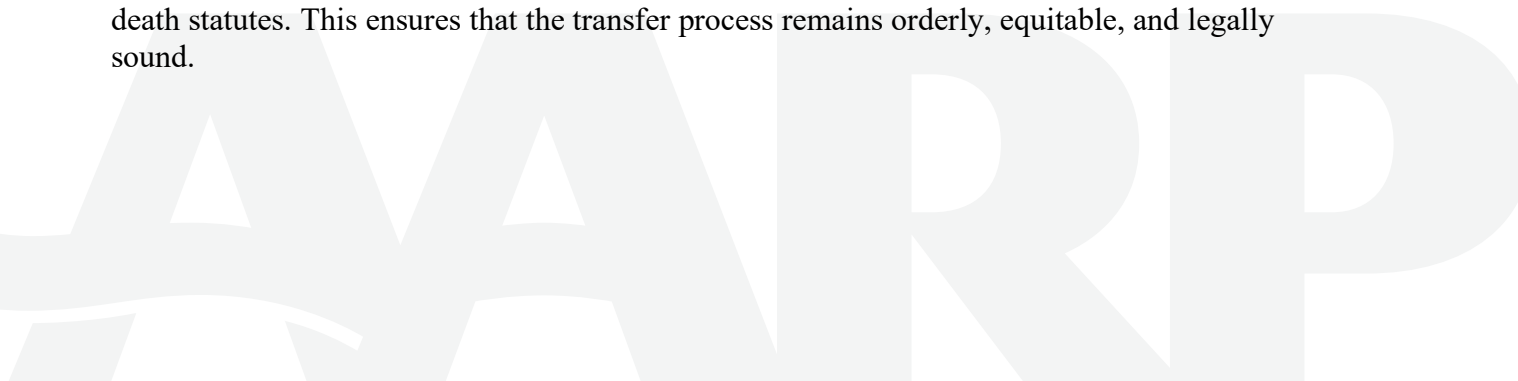 death statutes. This ensures that the transfer process remains orderly, equitable, and legally
sound.
AARP